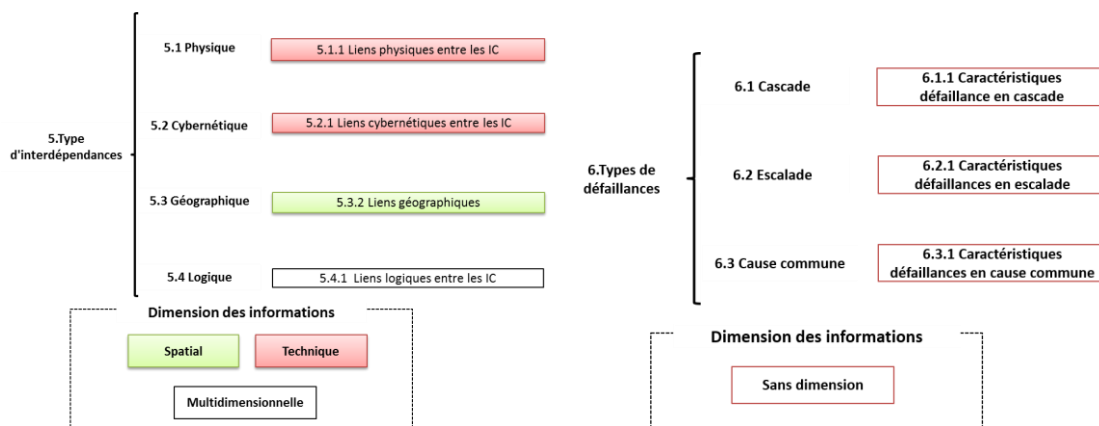 5.Type
d'interdépendances
5.1 Physique
5.1.1 Liens physiques entre les IC
5.2 Cybernétique
5.2.1 Liens cybernétiques entre les IC
5.3 Géographique
5.3.2 Liens géographiques
5.4 Logique
5.4.1 Liens logiques entre les IC
Dimension des informations
Spatial
Technique
Multidimensionnelle
6.Types de
défaillances
6.1 Cascade
6.1.1 Caractéristiques
défaillance en cascade
6.2 Escalade
6.2.1 Caractéristiques
défaillances en escalade
6.3 Cause commune
6.3.1 Caractéristiques
défaillances en cause commune
Dimension des informations
Sans dimension